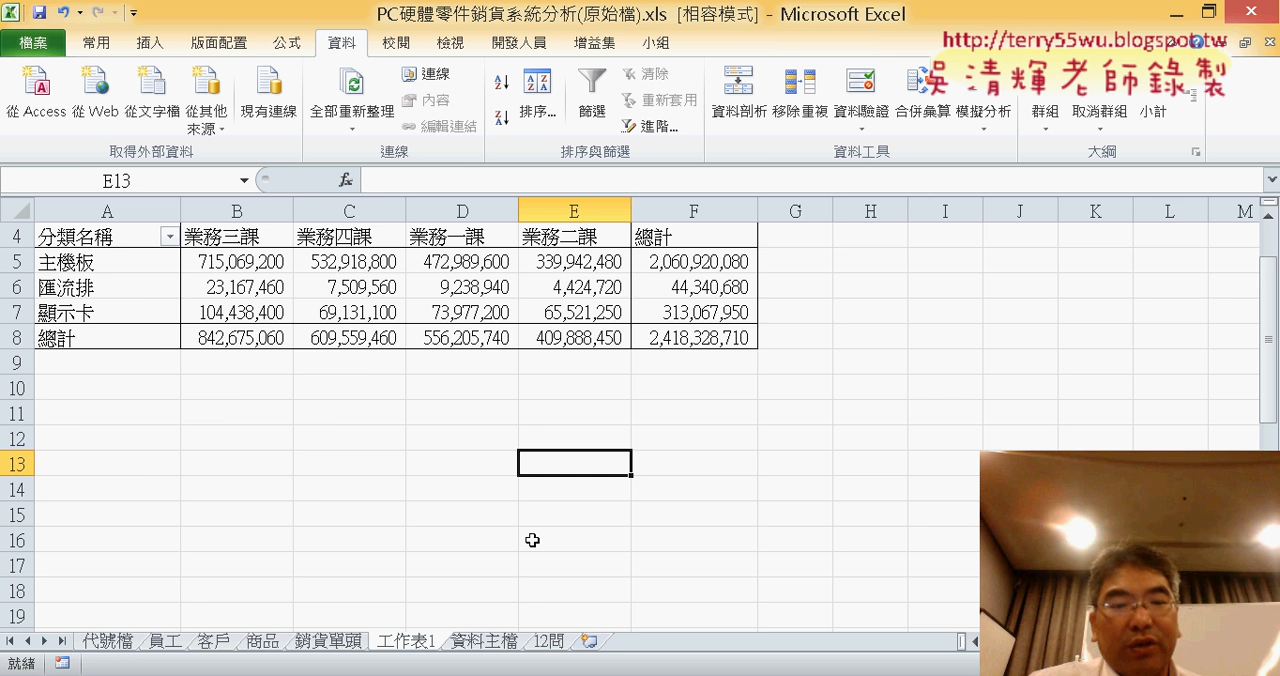 PC硬體零件銷貨系統分析(原始檔).xls [相容模式] - Microsoft Excel
檔案 常用 插入 版面配置 公式 資料 校閱 檢視 開發人員 增益集 小組
http://terry55wu.blogspot.tw
吳清輝老師錄製
從 Access 從 Web 從文字檔 從其他來源 現有連線 全部重新整理 連線 內容 編輯連結 排序... 篩選 清除 重新套用 進階... 資料剖析 移除重複 資料驗證 合併彙算 模擬分析 群組 取消群組 小計
取得外部資料 連線 排序與篩選 資料工具 大綱
E13 fx
A B C D E F G H I J K L M
4 分類名稱 業務三課 業務四課 業務一課 業務二課 總計
5 主機板 715,069,200 532,918,800 472,989,600 339,942,480 2,060,920,080
6 匯流排 23,167,460 7,509,560 9,238,940 4,424,720 44,340,680
7 顯示卡 104,438,400 69,131,100 73,977,200 65,521,250 313,067,950
8 總計 842,675,060 609,559,460 556,205,740 409,888,450 2,418,328,710
9
10
11
12
13
14
15
16
17
18
19
代號檔 員工 客戶 商品 銷貨單頭 工作表1 資料主檔 12問
就緒